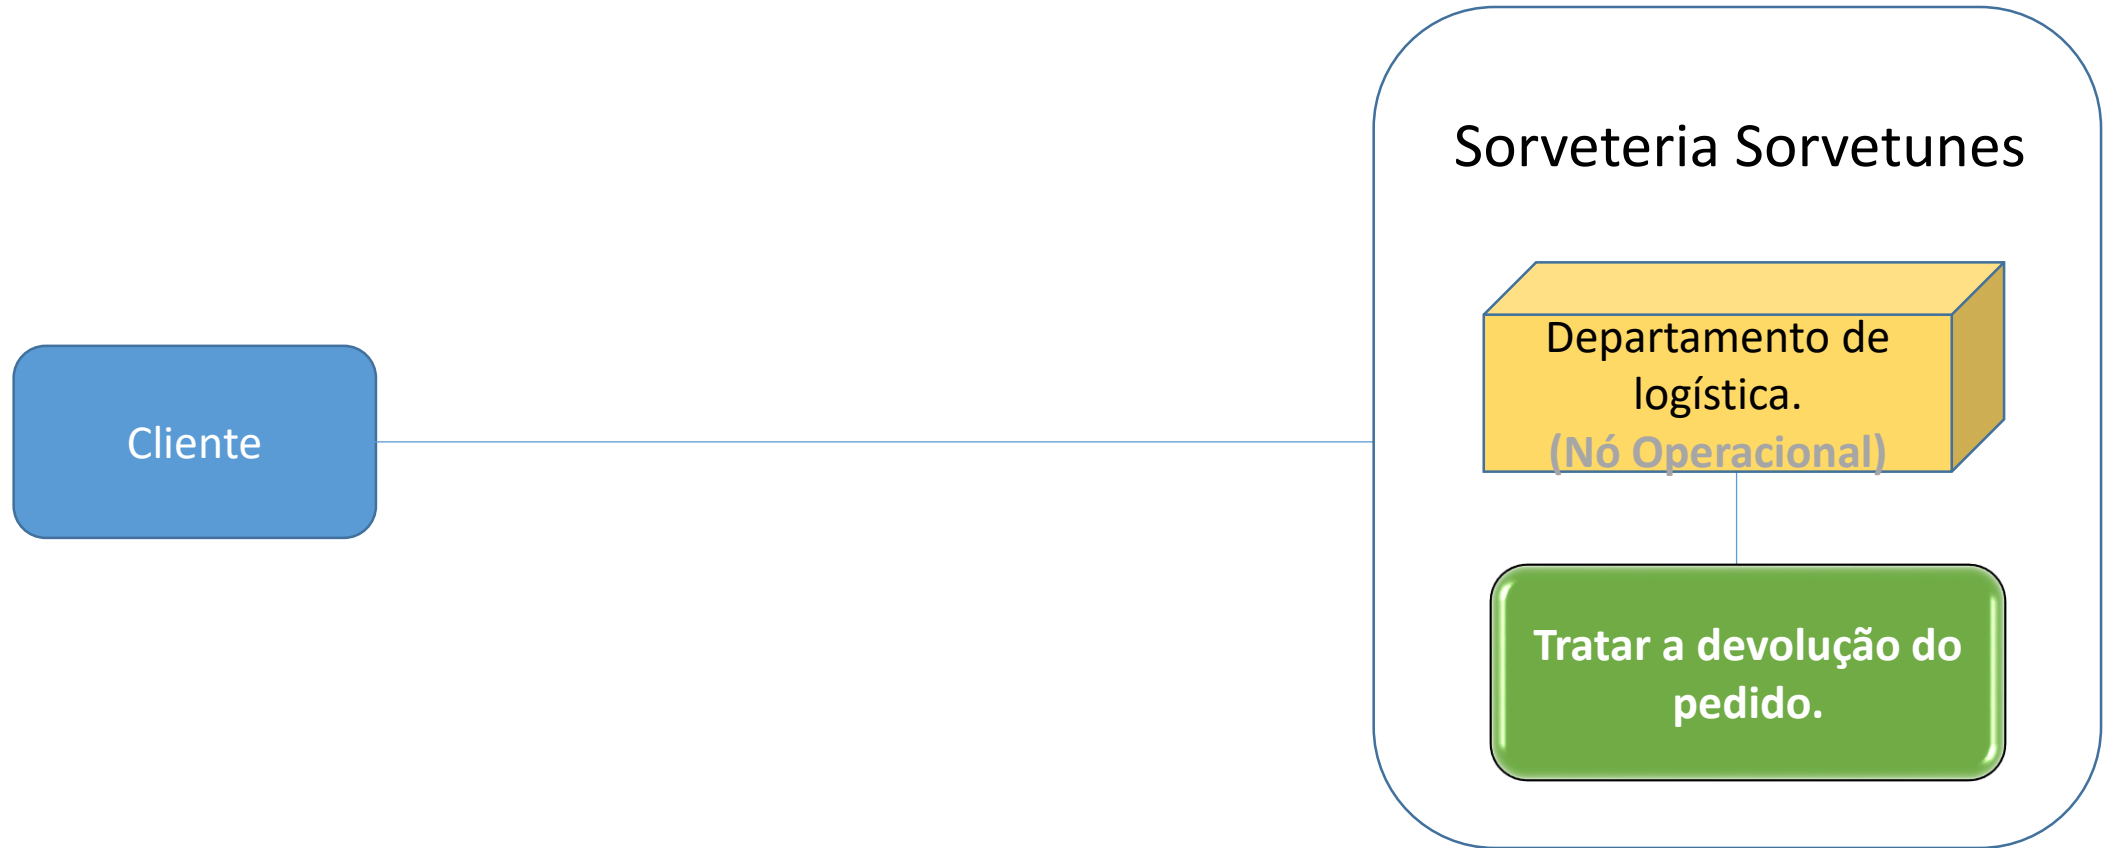 Sorveteria Sorvetunes
Departamento de
logística.
(Nó Operacional)
Cliente
Tratar a devolução do
pedido.